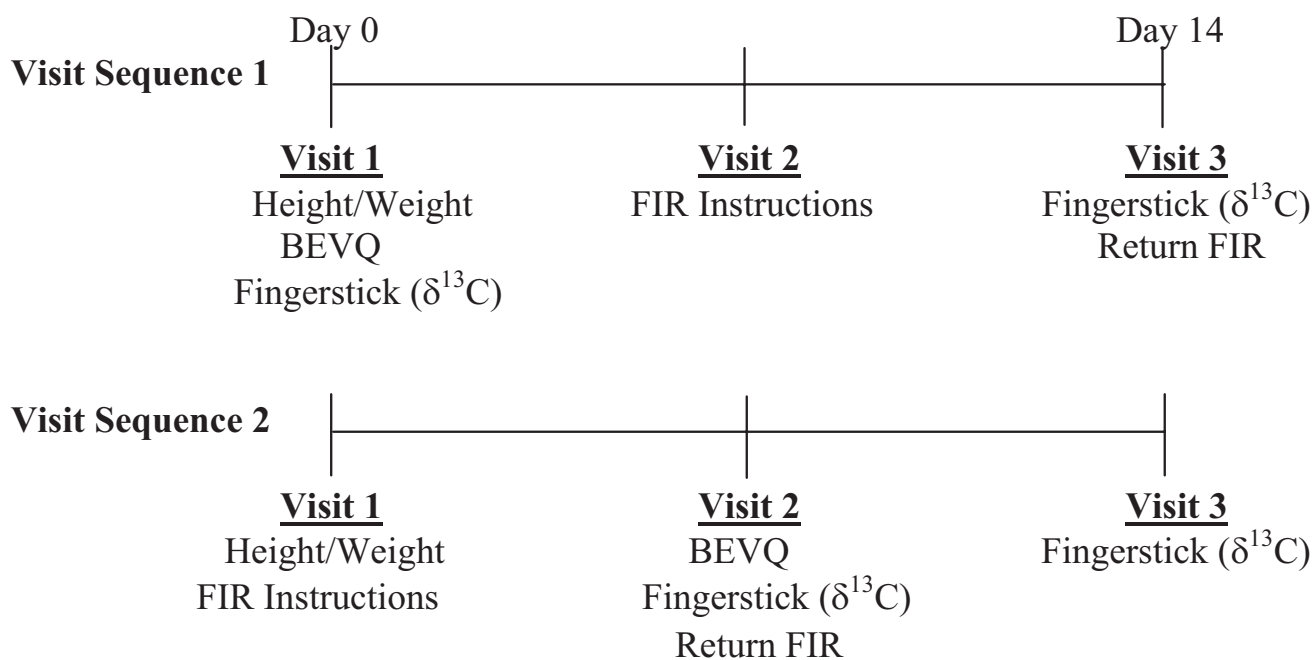 Day 0 Day 14
Visit Sequence 1
Visit 1 Visit 2 Visit 3
Height/Weight FIR Instructions Fingerstick (δ¹³C)
BEVQ Return FIR
Fingerstick (δ¹³C)
Visit Sequence 2
Visit 1 Visit 2 Visit 3
Height/Weight BEVQ Fingerstick (δ¹³C)
FIR Instructions Fingerstick (δ¹³C)
Return FIR